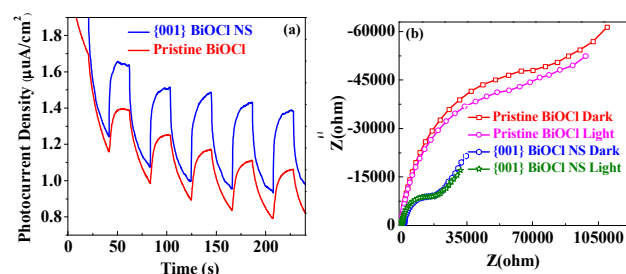 {001} BiOCl NS (a)
Pristine BiOCl
1.8
1.6
1.4
1.2
1.0
0.8
0 50 100 150 200
Time (s)
Photocurrent Density (µuA/cm²)
(b)
-60000
-45000
-30000
-15000
0
Pristine BiOCl Dark
Pristine BiOCl Light
{001} BiOCl NS Dark
{001} BiOCl NS Light
0 35000 70000 105000
Z(ohm)
Z(ohm)